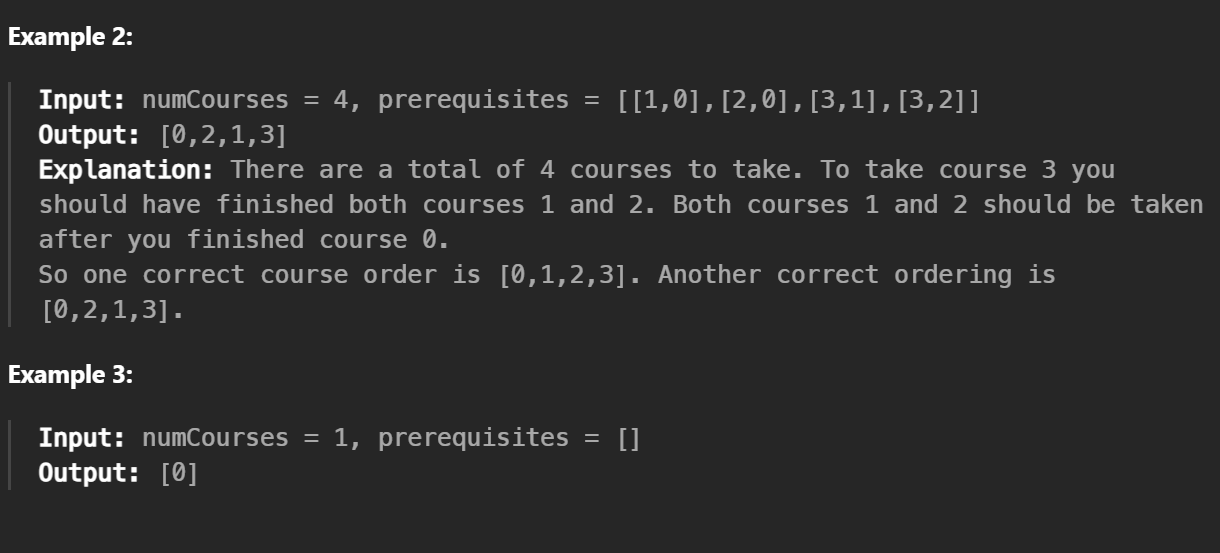 Example 2:
Input: numCourses = 4, prerequisites = [[1,0],[2,0],[3,1],[3,2]]
Output: [0,2,1,3]
Explanation: There are a total of 4 courses to take. To take course 3 you
should have finished both courses 1 and 2. Both courses 1 and 2 should be taken
after you finished course 0.
So one correct course order is [0,1,2,3]. Another correct ordering is
[0,2,1,3].
Example 3:
Input: numCourses = 1, prerequisites = []
Output: [0]